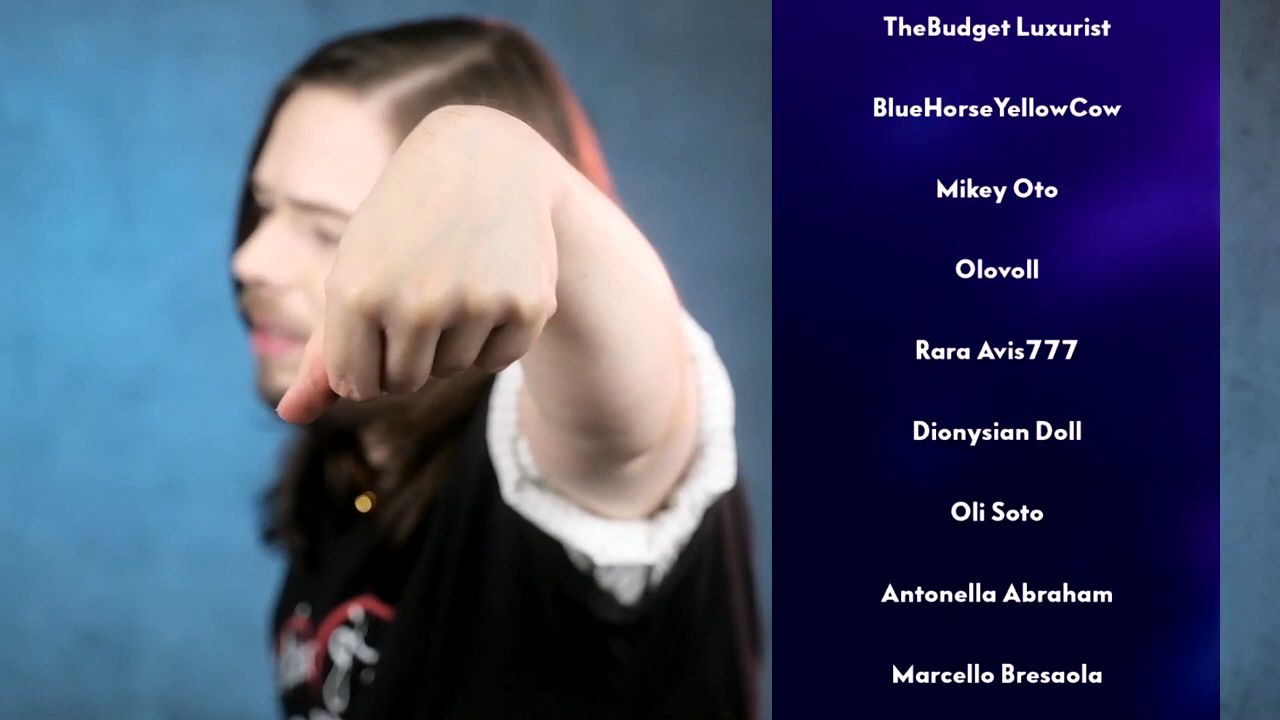 TheBudget Luxurist
BlueHorseYellowCow
Mikey Oto
Olovoll
Rara Avis777
Dionysian Doll
Oli Soto
Antonella Abraham
Marcello Bresaola